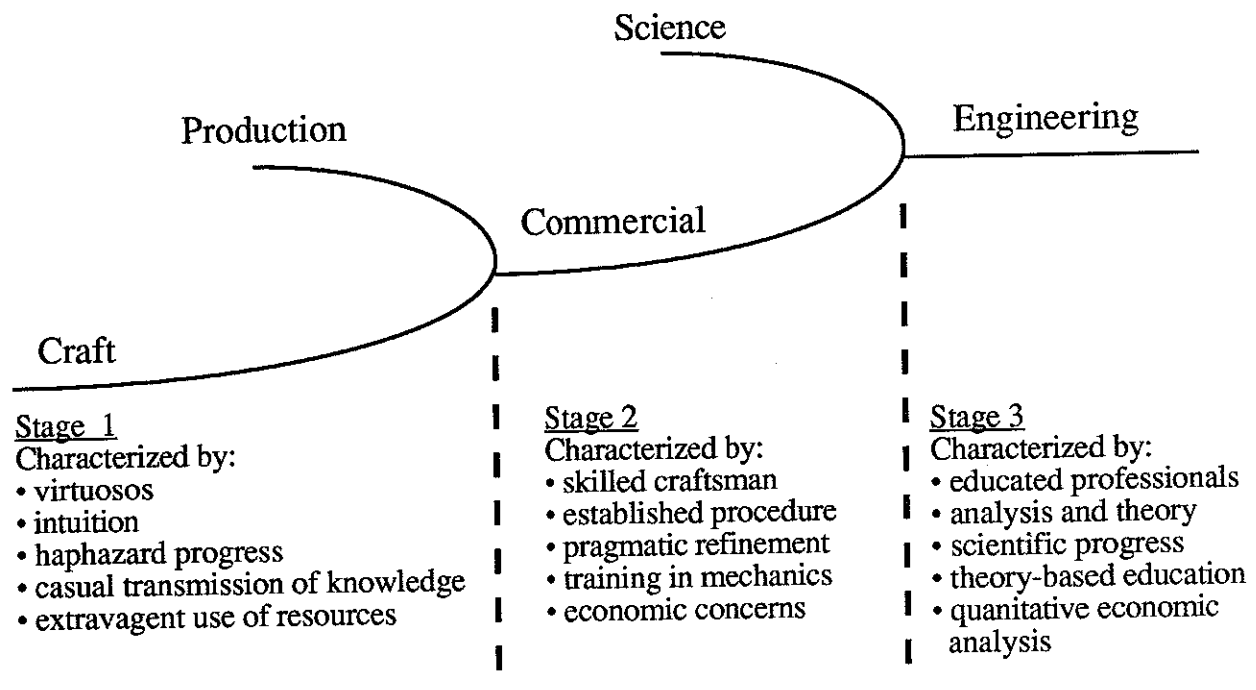 Science
Production
Engineering
Commercial
Craft
Stage 1
Characterized by:
• virtuosos
• intuition
• haphazard progress
• casual transmission of knowledge
• extravagent use of resources
Stage 2
Characterized by:
• skilled craftsman
• established procedure
• pragmatic refinement
• training in mechanics
• economic concerns
Stage 3
Characterized by:
• educated professionals
• analysis and theory
• scientific progress
• theory-based education
• quanitative economic
analysis